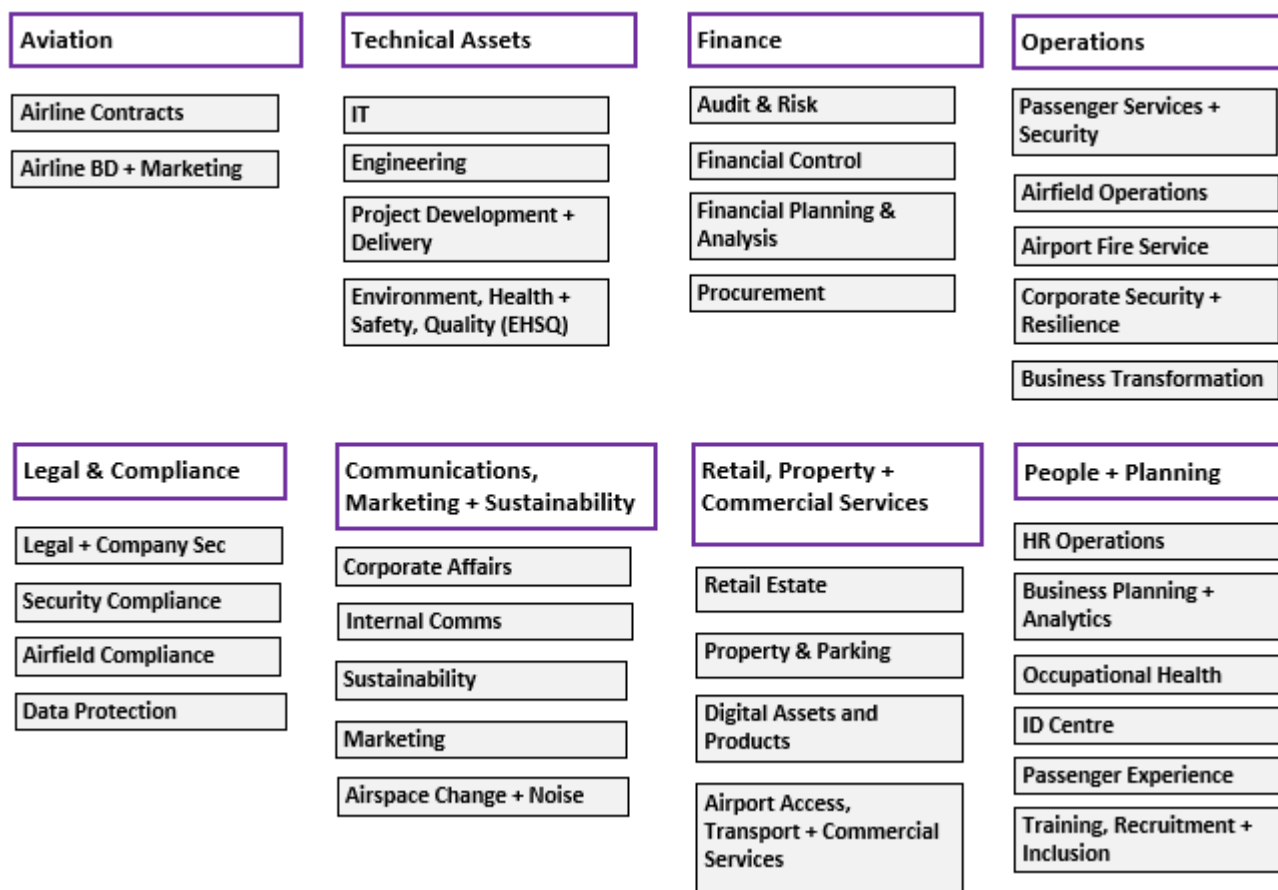 Aviation
Airline Contracts
Airline BD + Marketing
Technical Assets
IT
Engineering
Project Development +
Delivery
Environment, Health +
Safety, Quality (EHSQ)
Finance
Audit & Risk
Financial Control
Financial Planning &
Analysis
Procurement
Operations
Passenger Services +
Security
Airfield Operations
Airport Fire Service
Corporate Security +
Resilience
Business Transformation
Legal & Compliance
Legal + Company Sec
Security Compliance
Airfield Compliance
Data Protection
Communications,
Marketing + Sustainability
Corporate Affairs
Internal Comms
Sustainability
Marketing
Airspace Change + Noise
Retail, Property +
Commercial Services
Retail Estate
Property & Parking
Digital Assets and
Products
Airport Access,
Transport + Commercial
Services
People + Planning
HR Operations
Business Planning +
Analytics
Occupational Health
ID Centre
Passenger Experience
Training, Recruitment +
Inclusion